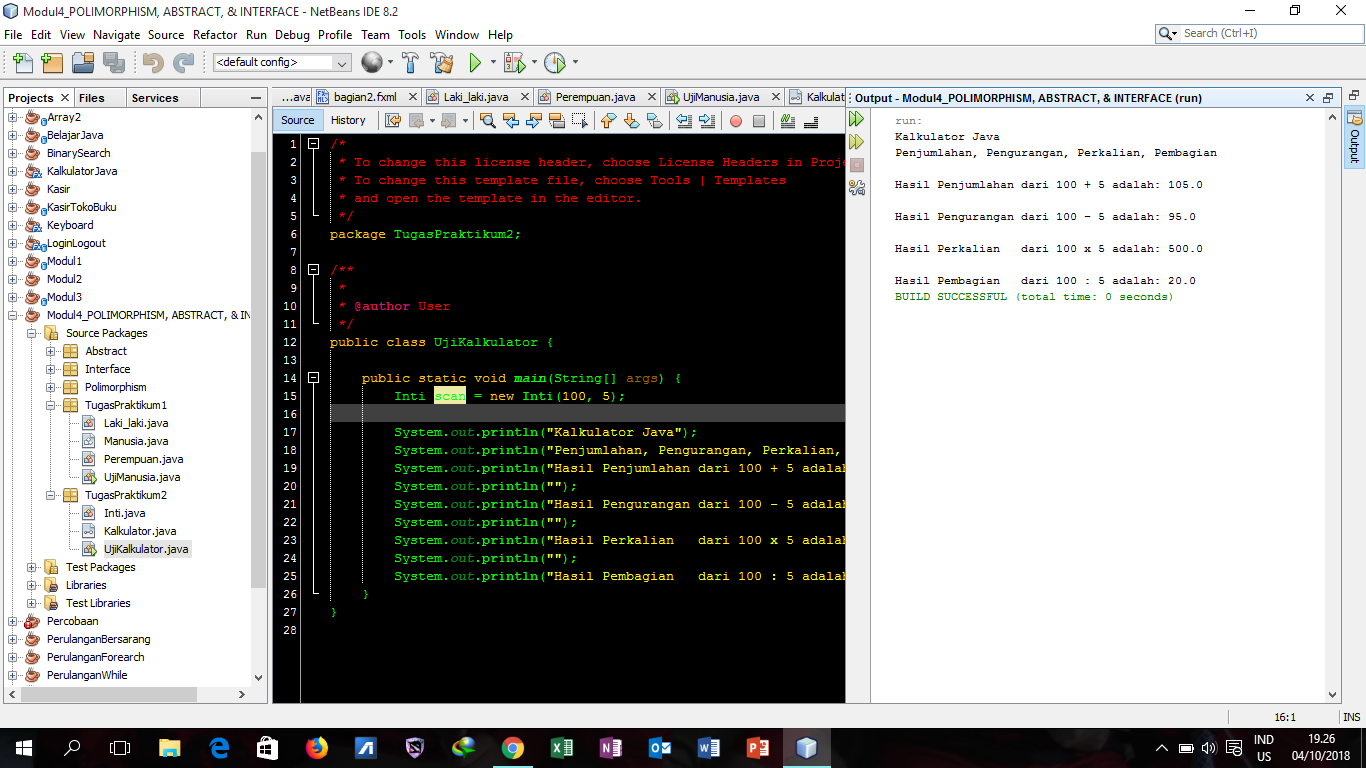 Modul4_POLIMORPHISM, ABSTRACT, & INTERFACE - NetBeans IDE 8.2
File Edit View Navigate Source Refactor Run Debug Profile Team Tools Window Help
Search (Ctrl+I)
<default config>
Projects Files Services
Array2
BelajarJava
BinarySearch
KalkulatorJava
Kasir
KasirTokoBuku
Keyboard
LoginLogout
Modul1
Modul2
Modul3
Modul4_POLIMORPHISM, ABSTRACT, & IN
Source Packages
Abstract
Interface
Polimorphism
TugasPraktikum1
Laki_laki.java
Manusia.java
Perempuan.java
UjiManusia.java
TugasPraktikum2
Inti.java
Kalkulator.java
UjiKalkulator.java
Test Packages
Libraries
Test Libraries
Percobaan
PerulanganBersarang
PerulanganForearch
PerulanganWhile
...ava bagian2.fxml Laki_laki.java Perempuan.java UjiManusia.java Kalkulat
Source History
1 /*
2 * To change this license header, choose License Headers in Proj
3 * To change this template file, choose Tools | Templates
4 * and open the template in the editor.
5 */
6 package TugasPraktikum2;
7
8 /**
9 *
10 * @author User
11 */
12 public class UjiKalkulator {
13
14 public static void main(String[] args) {
15 Inti scan = new Inti(100, 5);
16
17 System.out.println("Kalkulator Java");
18 System.out.println("Penjumlahan, Pengurangan, Perkalian,
19 System.out.println("Hasil Penjumlahan dari 100 + 5 adalah
20 System.out.println("");
21 System.out.println("Hasil Pengurangan dari 100 - 5 adalah
22 System.out.println("");
23 System.out.println("Hasil Perkalian   dari 100 x 5 adalah
24 System.out.println("");
25 System.out.println("Hasil Pembagian   dari 100 : 5 adalah
26 }
27 }
28
Output - Modul4_POLIMORPHISM, ABSTRACT, & INTERFACE (run)
run:
Kalkulator Java
Penjumlahan, Pengurangan, Perkalian, Pembagian
Hasil Penjumlahan dari 100 + 5 adalah: 105.0
Hasil Pengurangan dari 100 - 5 adalah: 95.0
Hasil Perkalian   dari 100 x 5 adalah: 500.0
Hasil Pembagian   dari 100 : 5 adalah: 20.0
BUILD SUCCESSFUL (total time: 0 seconds)
Output
16:1 INS
IND
US
19.26
04/10/2018